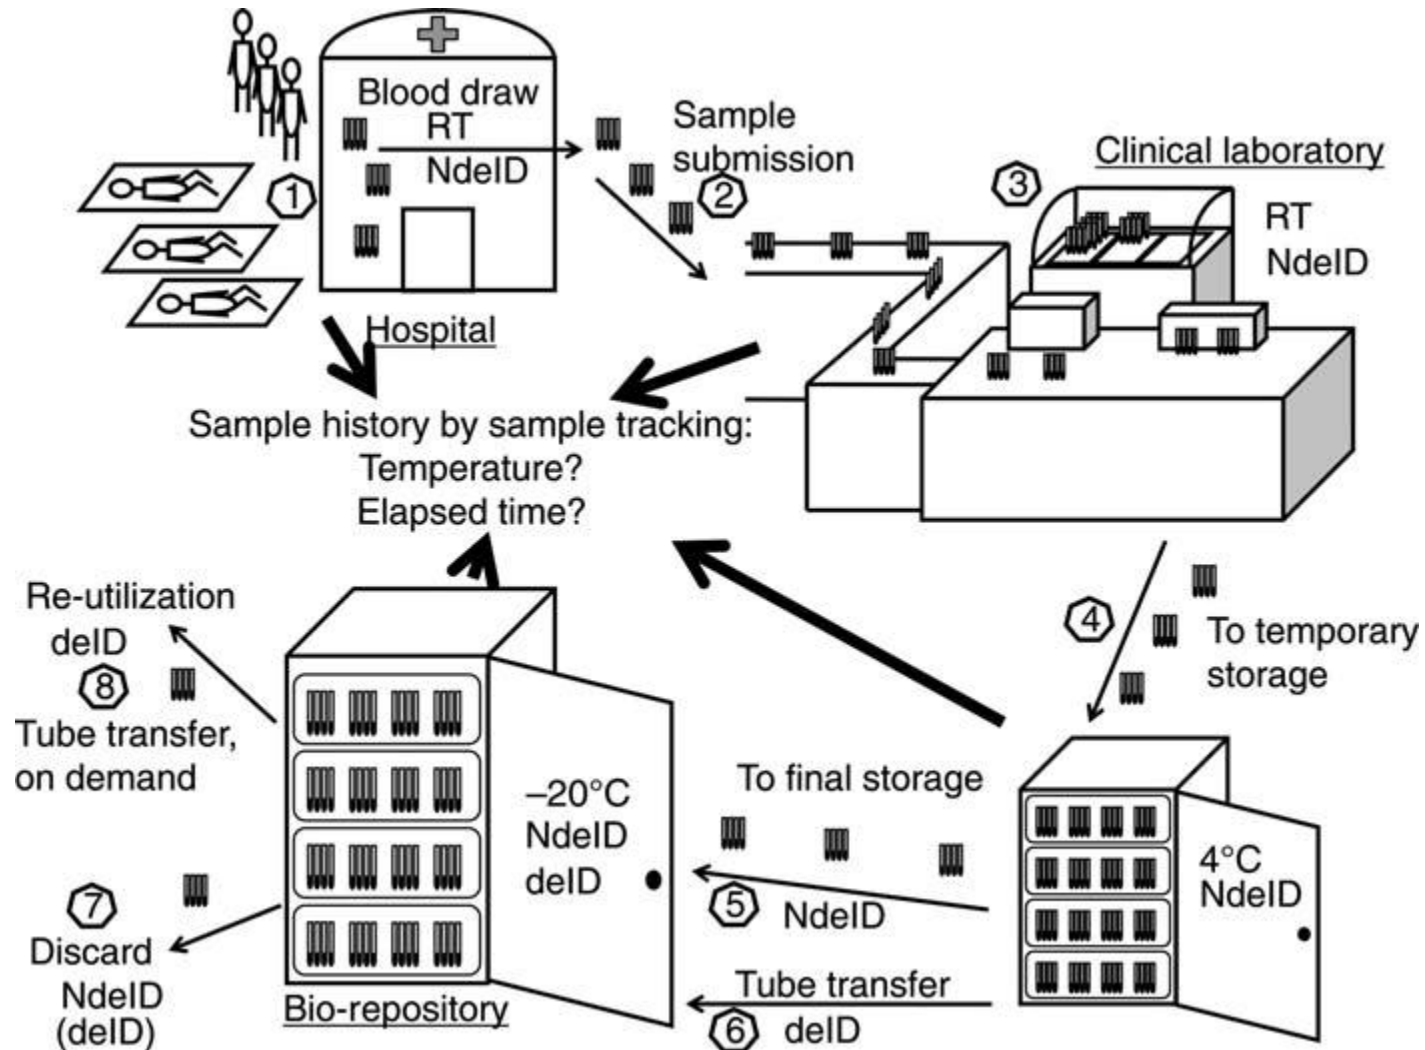 Blood draw
RT
NdeID
1
Hospital
Sample
submission
2
Clinical laboratory
3
RT
NdeID
Sample history by sample tracking:
Temperature?
Elapsed time?
4
To temporary
storage
4°C
NdeID
To final storage
5
NdeID
Tube transfer
6
deID
–20°C
NdeID
deID
Bio-repository
Re-utilization
deID
8
Tube transfer,
on demand
7
Discard
NdeID
(deID)